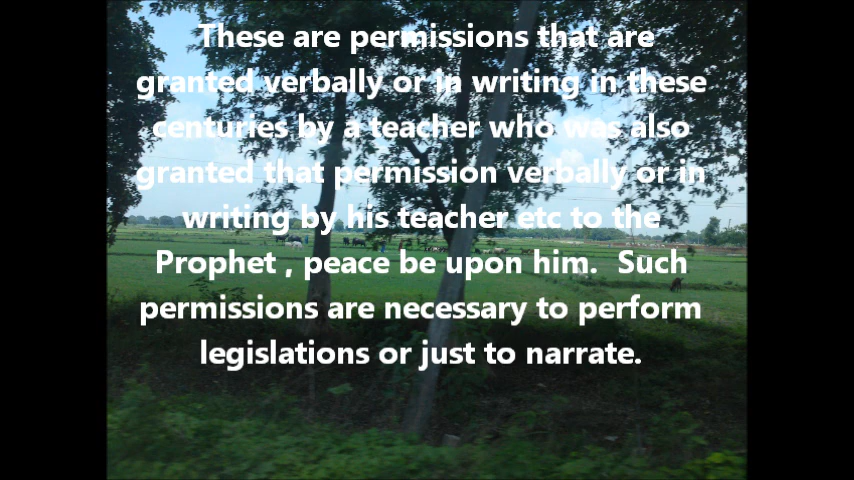 These are permissions that are
granted verbally or in writing in these
centuries by a teacher who was also
granted that permission verbally or in
writing by his teacher etc to the
Prophet , peace be upon him.  Such
permissions are necessary to perform
legislations or just to narrate.